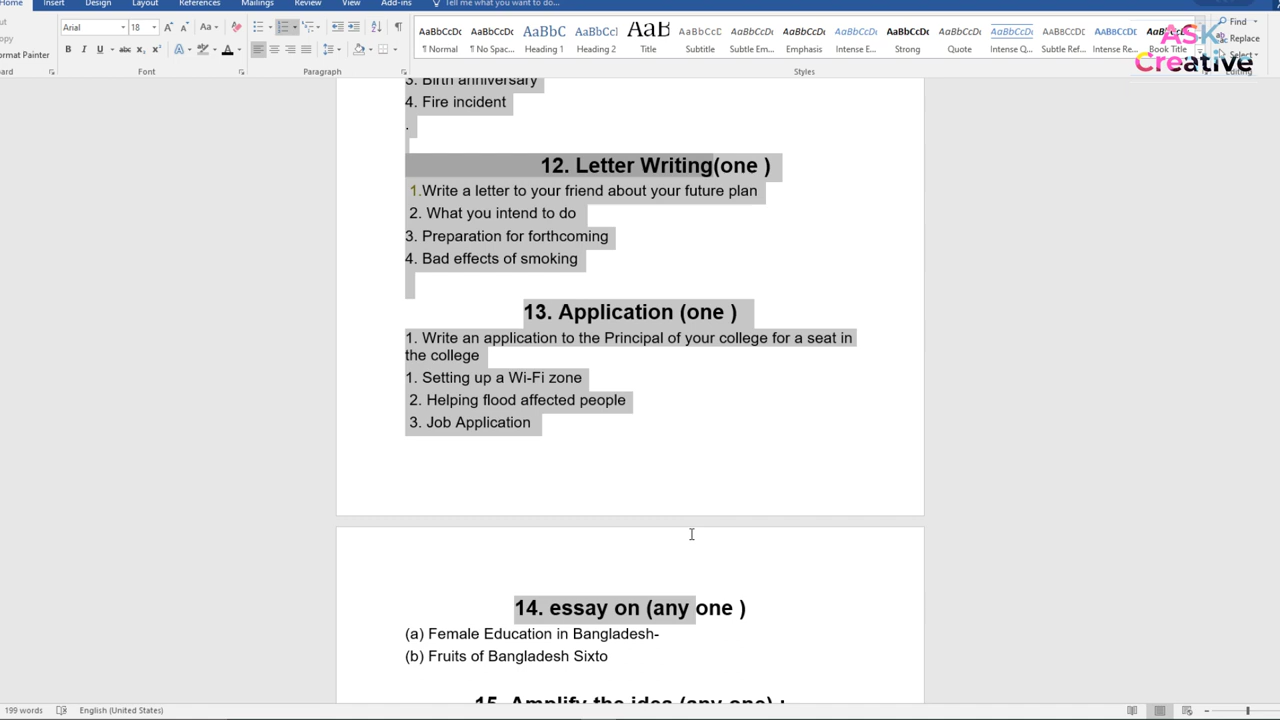 Home Insert Design Layout References Mailings Review View Add-ins Tell me what you want to do
Arial 18 Aa AaBbCcDc AaBbCcDc AaBbC AaBbCc AaB AaBbCcD AaBbCcDc AaBbCcDc AaBbCcDc AaBbCcDc AaBbCcDc AaBbCcDc AaBbCcDc AaBbCcDc AaBbCcDc Find
ASK
Replace
Format Painter B I U abc X₂ X² A ¶ Normal ¶ No Spac... Heading 1 Heading 2 Title Subtitle Subtle Em... Emphasis Intense E... Strong Quote Intense Q... Subtle Ref... Intense Re... Book Title Select
Creative
Font Paragraph Styles Editing
3. Birth anniversary
4. Fire incident
.
12. Letter Writing(one )
1.Write a letter to your friend about your future plan
2. What you intend to do
3. Preparation for forthcoming
4. Bad effects of smoking
13. Application (one )
1. Write an application to the Principal of your college for a seat in
the college
1. Setting up a Wi-Fi zone
2. Helping flood affected people
3. Job Application
14. essay on (any one )
(a) Female Education in Bangladesh-
(b) Fruits of Bangladesh Sixto
15. Amplify the idea (any one) :
199 words English (United States)